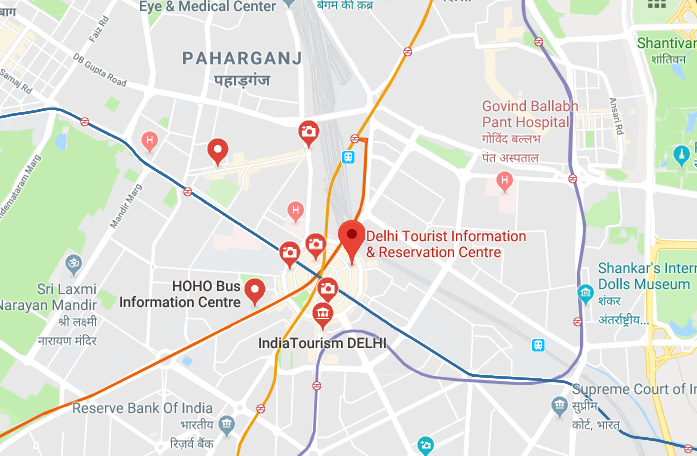 Eye & Medical Center
बेगम की क़ब्र
बाग
Faiz Rd
PAHARGANJ
पहाड़गंज
DB Gupta Road
Samaj Rd
Shantivan
शांतिवन
Ansari Rd
Govind Ballabh
Pant Hospital
गोविंद बल्लभ
पंत अस्पताल
H
H
H
Mandir Marg
Delhi Tourist Information
& Reservation Centre
Sri Laxmi
Narayan Mandir
श्री लक्ष्मी
नारायण मंदिर
HOHO Bus
Information Centre
Shankar's Intern
Dolls Museum
शंकर
अंतर्राष्ट्रीय...
IndiaTourism DELHI
Reserve Bank Of India
भारतीय
रिज़र्व बैंक
Supreme Court of In
सुप्रीम
कोर्ट, भारत